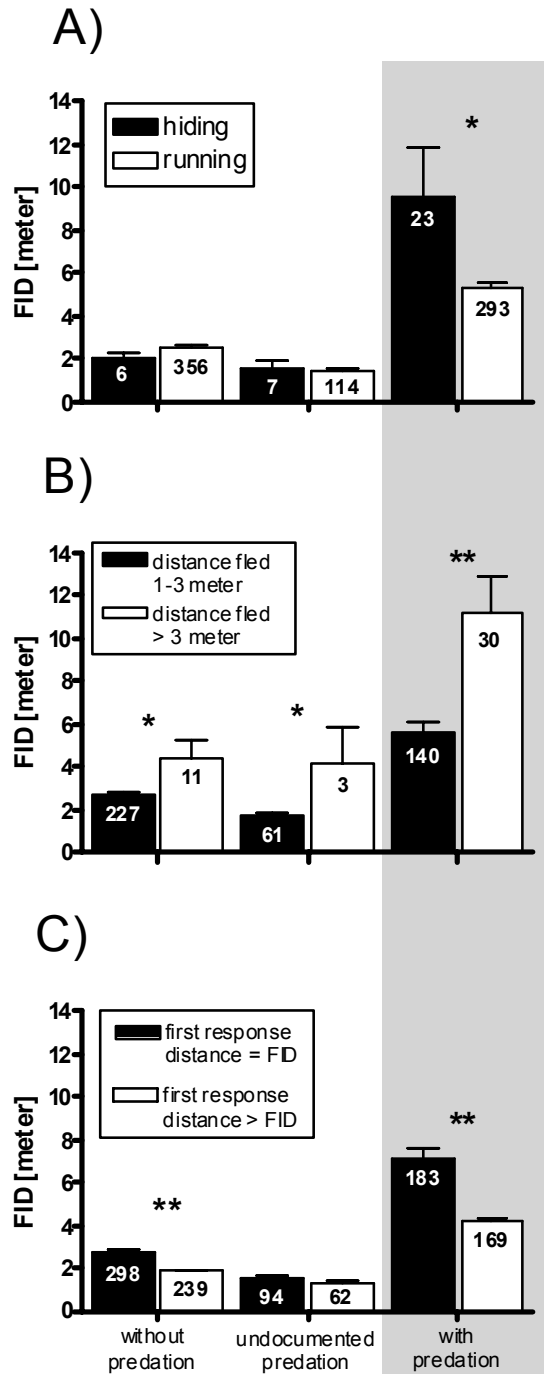 A)
14
12
10
8
6
4
2
0
FID [meter]
hiding
running
*
6
356
7
114
23
293
B)
14
12
10
8
6
4
2
0
FID [meter]
distance fled
1-3 meter
distance fled
> 3 meter
*
*
**
227
11
61
3
140
30
C)
14
12
10
8
6
4
2
0
FID [meter]
first response
distance = FID
first response
distance > FID
**
**
298
239
94
62
183
169
without
predation
undocumented
predation
with
predation